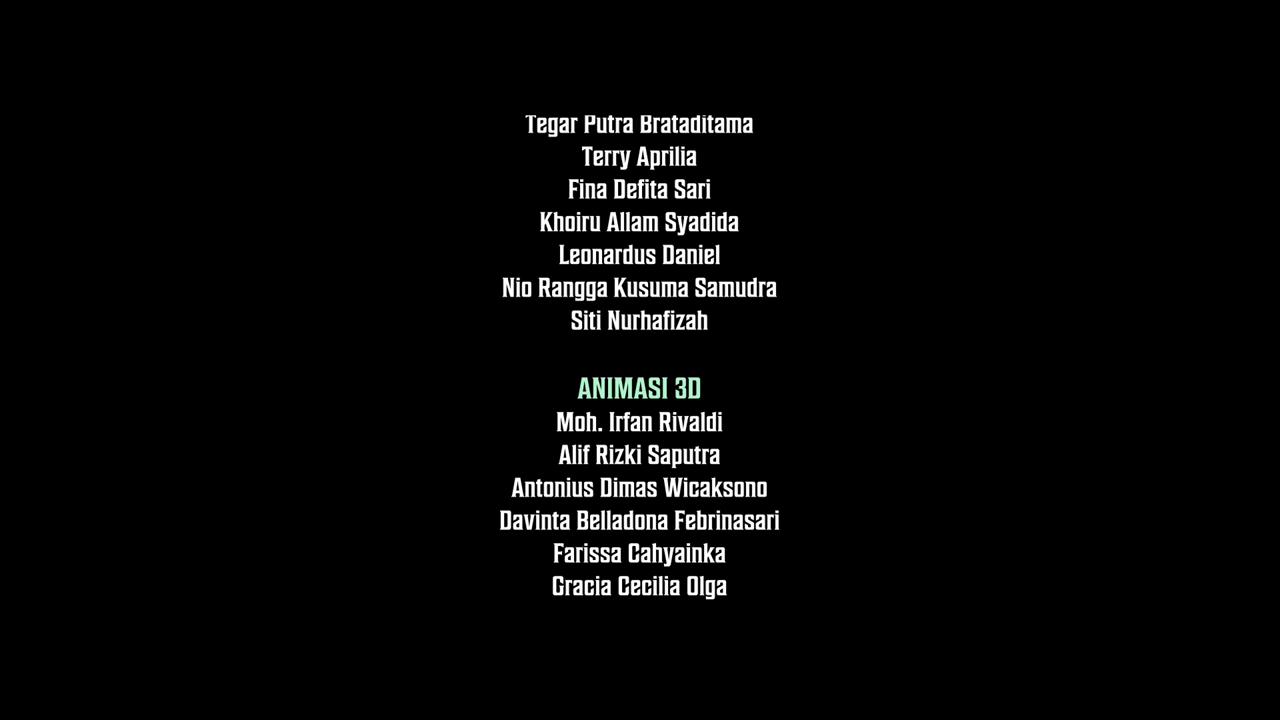 Tegar Putra Brataditama
Terry Aprilia
Fina Defita Sari
Khoiru Allam Syadida
Leonardus Daniel
Nio Rangga Kusuma Samudra
Siti Nurhafizah
ANIMASI 3D
Moh. Irfan Rivaldi
Alif Rizki Saputra
Antonius Dimas Wicaksono
Davinta Belladona Febrinasari
Farissa Cahyainka
Gracia Cecilia Olga